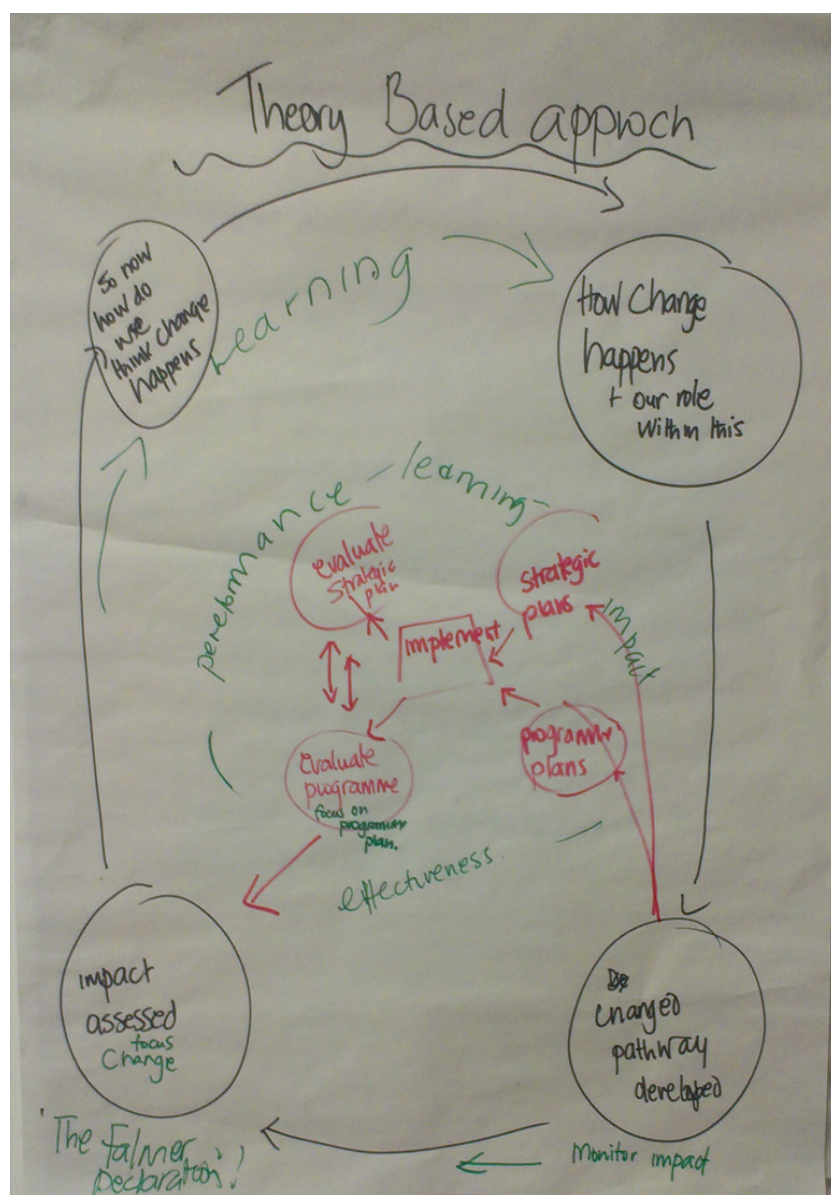 Theory Based approch
So now
how do
we
think change
happens
Learning
How Change
happens
+ our role
within this
pereformance - learning -
evaluate
Strategic
plan
Strategic
plans
implement
impact
programme
plans
evaluate
programme
focus on
programme
plan.
effectiveness
impact
assessed
focus
Change
Changed
pathway
developed
Monitor impact
'The Falmer
Declaration'!